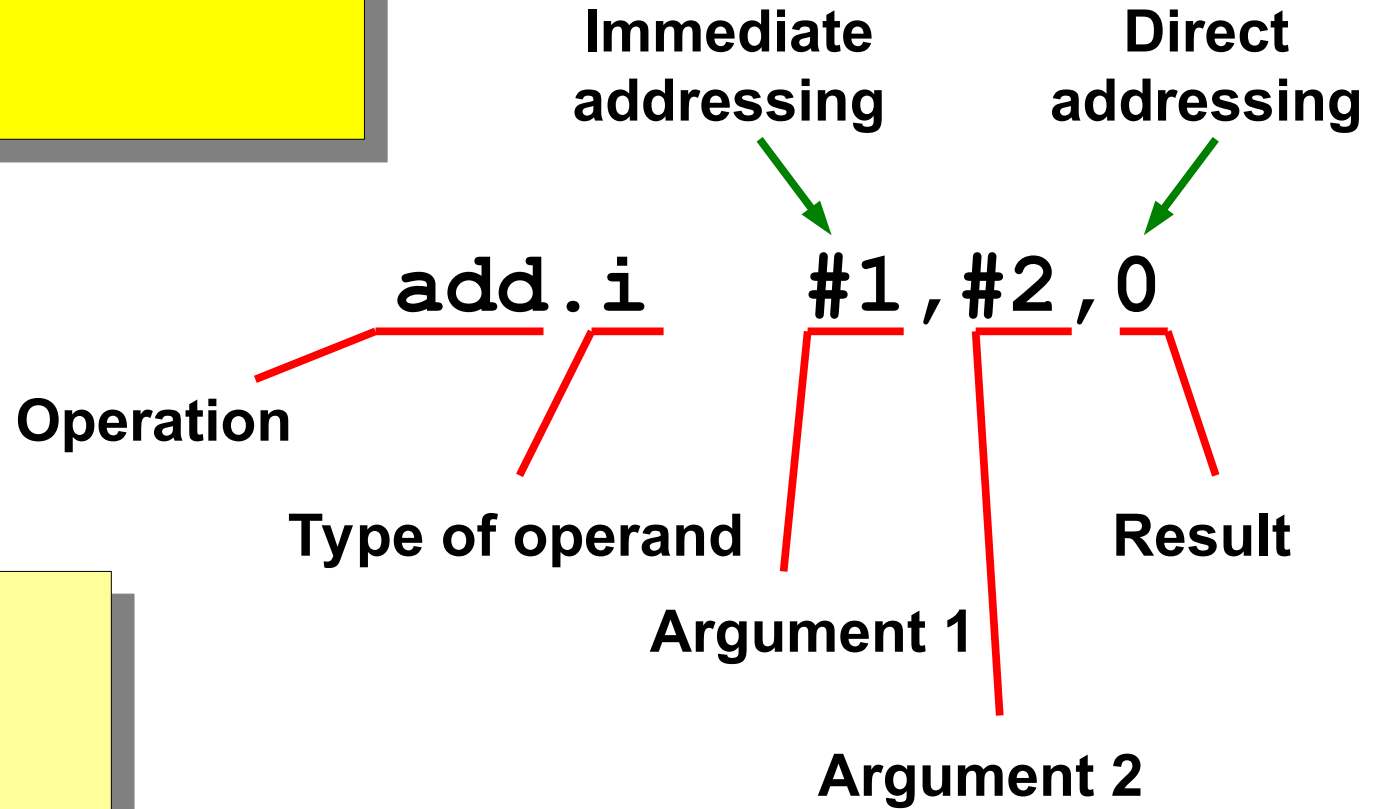 Immediate
addressing
Direct
addressing
add.i #1,#2,0
Operation
Type of operand
Result
Argument 1
Argument 2